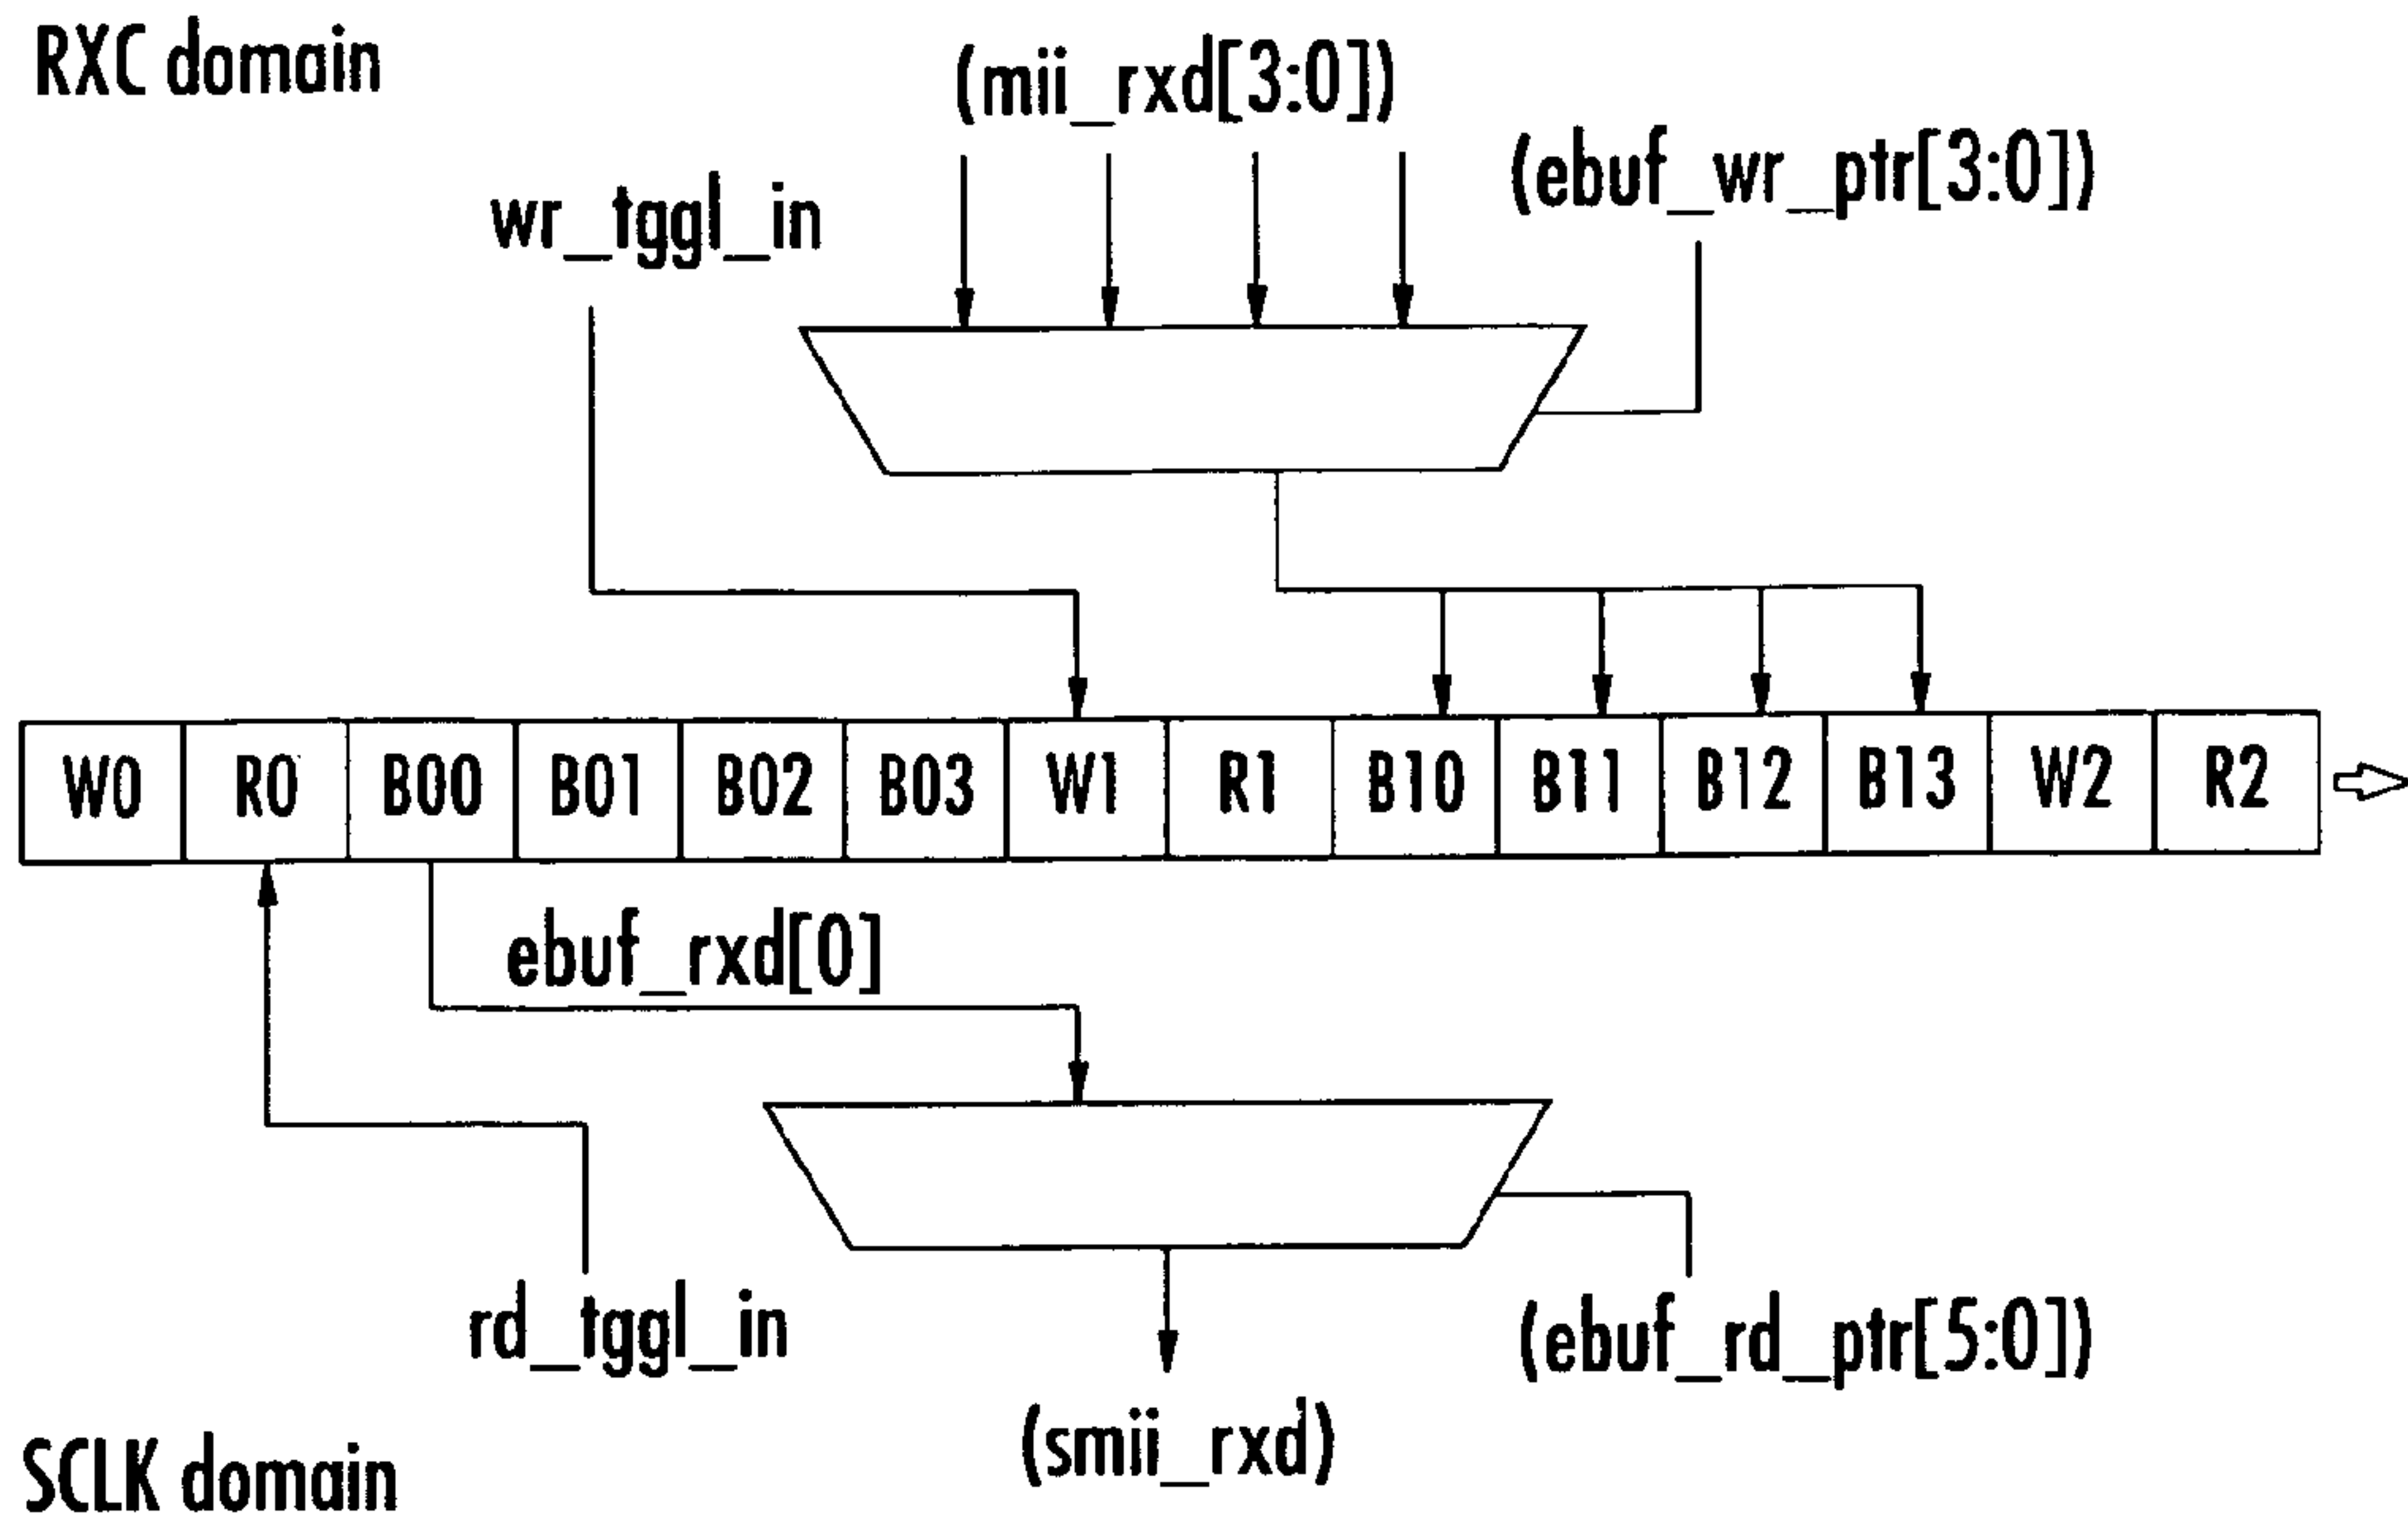 RXC domain
(mii_rxd[3:0])
(ebuf_wr_ptr[3:0])
wr_tggl_in
W0 R0 B00 B01 B02 B03 W1 R1 B10 B11 B12 B13 W2 R2
ebuf_rxd[0]
rd_tggl_in
(ebuf_rd_ptr[5:0])
(smii_rxd)
SCLK domain